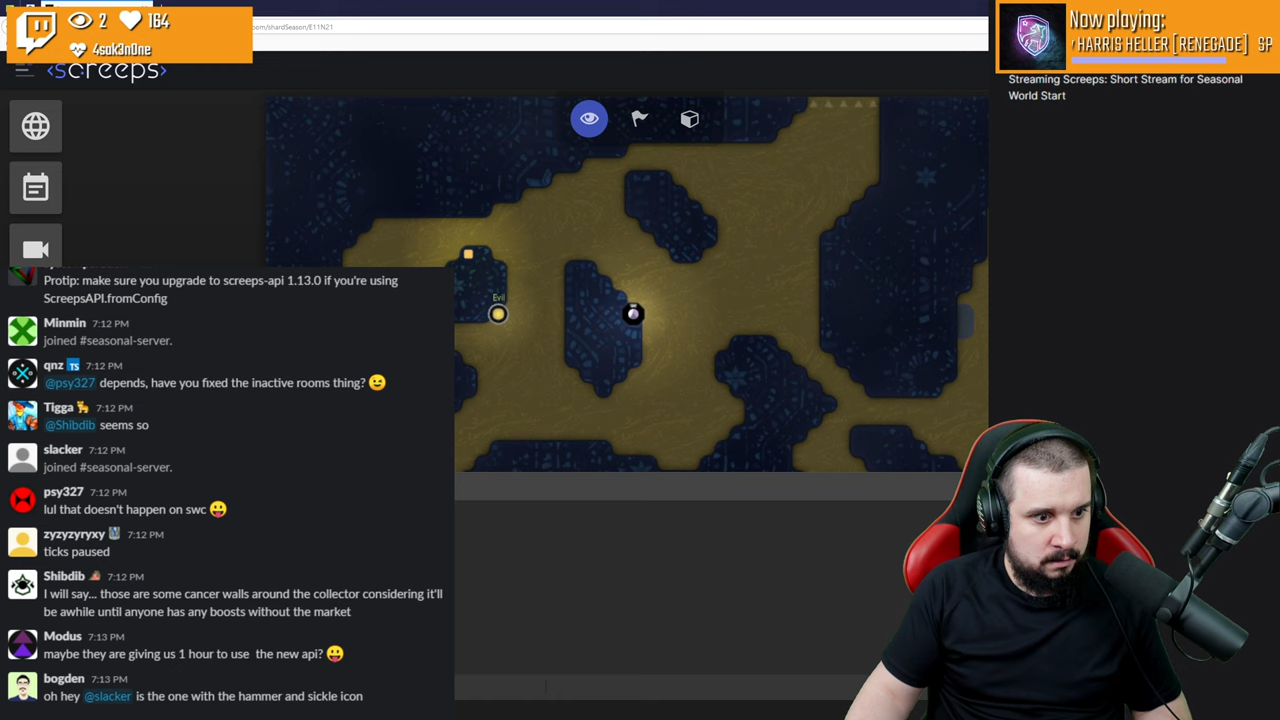 2 164
4sak3n0ne
om/shardSeason/E11N21
<screeps>
Now playing:
HARRIS HELLER [RENEGADE] SP
Streaming Screeps: Short Stream for Seasonal
World Start
Evil
Protip: make sure you upgrade to screeps-api 1.13.0 if you're using
ScreepsAPI.fromConfig
Minmin 7:12 PM
joined #seasonal-server.
qnz TS 7:12 PM
@psy327 depends, have you fixed the inactive rooms thing? 😉
Tigga 7:12 PM
@Shibdib seems so
slacker 7:12 PM
joined #seasonal-server.
psy327 7:12 PM
lul that doesn't happen on swc 😛
zyzyzyryxy 7:12 PM
ticks paused
Shibdib 7:12 PM
I will say... those are some cancer walls around the collector considering it'll
be awhile until anyone has any boosts without the market
Modus 7:13 PM
maybe they are giving us 1 hour to use the new api? 😛
bogden 7:13 PM
oh hey @slacker is the one with the hammer and sickle icon